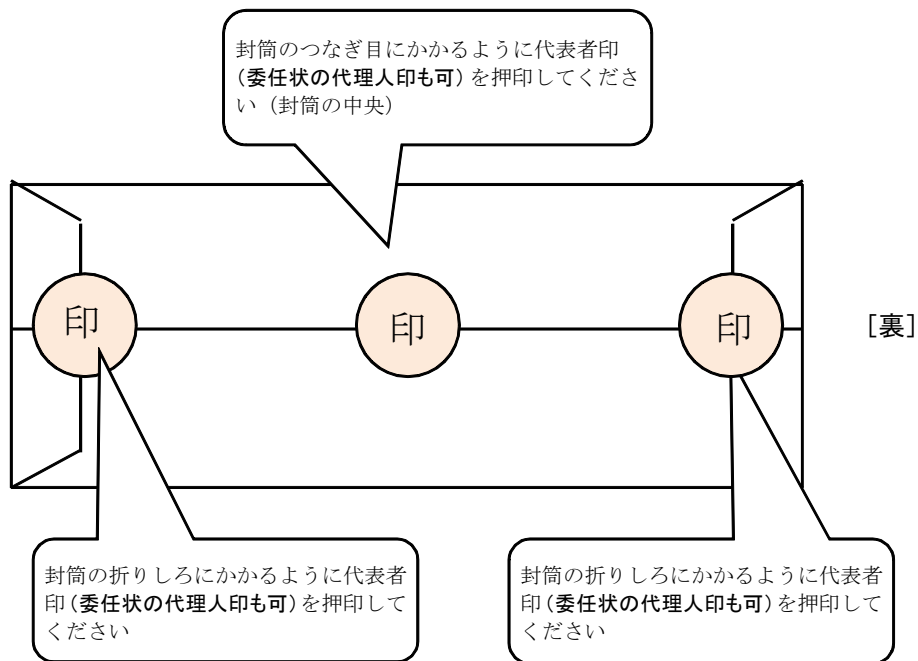 封筒のつなぎ目にかかるように代表者印
(委任状の代理人印も可)を押印してくださ
い（封筒の中央）
印
印
印
[裏]
封筒の折りしろにかかるように代表者
印(委任状の代理人印も可)を押印して
ください
封筒の折りしろにかかるように代表者
印(委任状の代理人印も可)を押印して
ください